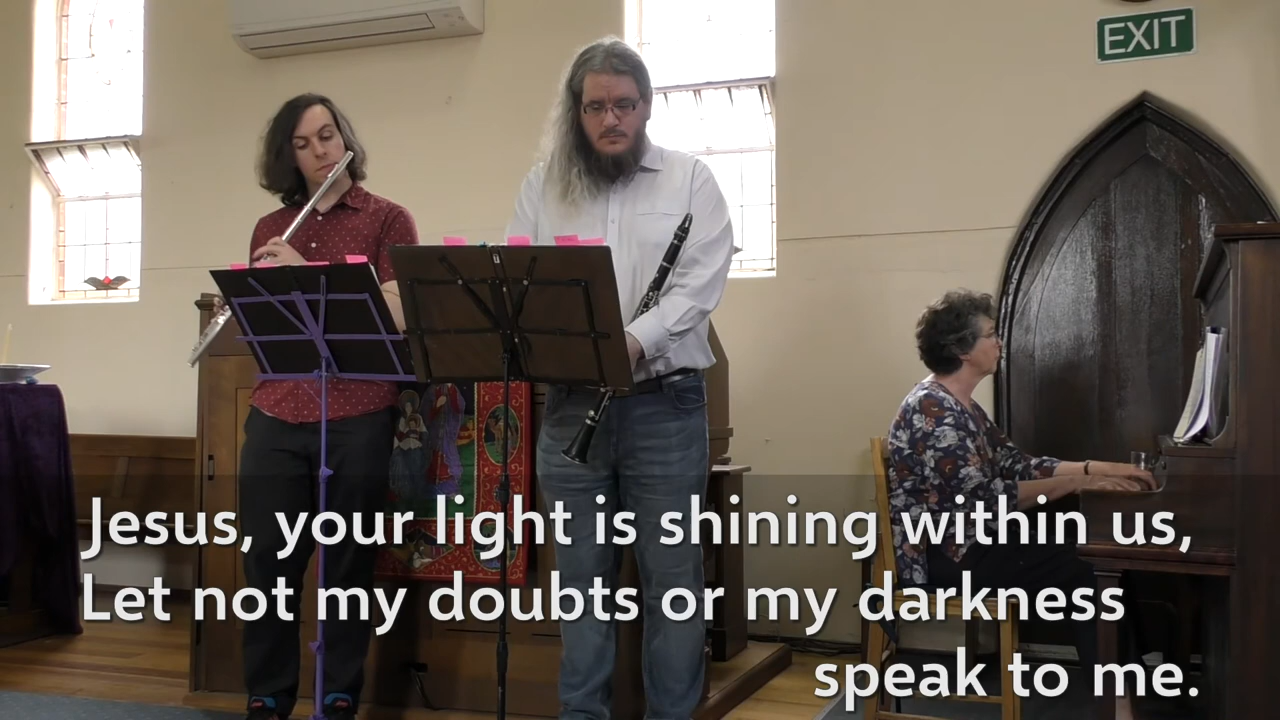 EXIT
Jesus, your light is shining within us,
Let not my doubts or my darkness
speak to me.